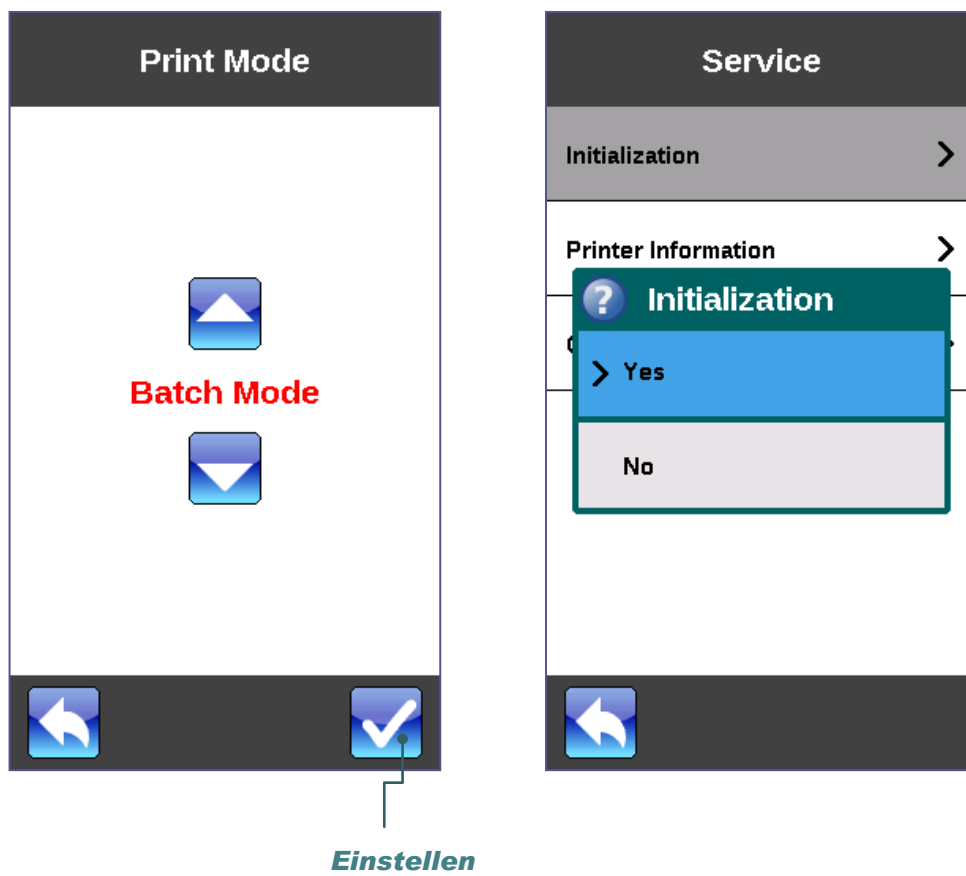 Print Mode
Batch Mode
Einstellen
Service
Initialization
Printer Information
Initialization
Yes
No